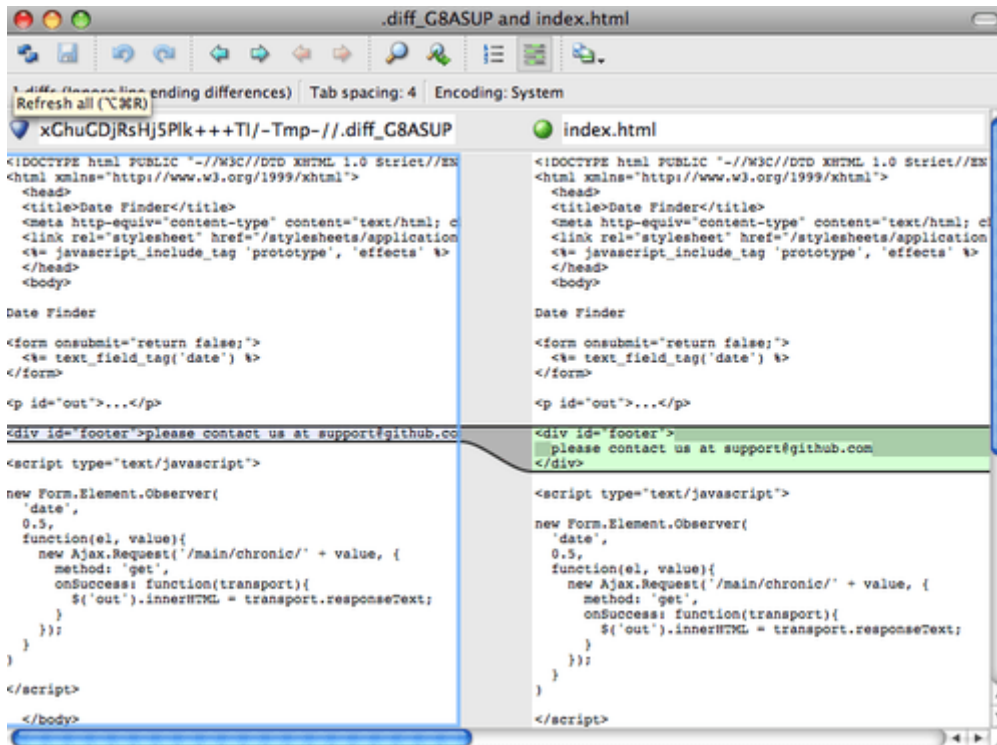 .diff_G8ASUP and index.html
1 diffs (Ignore line ending differences) Tab spacing: 4 Encoding: System
Refresh all (⌥⌘R)
xGhuGDjRsHj5Plk+++TI/-Tmp-//.diff_G8ASUP
<!DOCTYPE html PUBLIC "-//W3C//DTD XHTML 1.0 Strict//EN
<html xmlns="http://www.w3.org/1999/xhtml">
<head>
<title>Date Finder</title>
<meta http-equiv="content-type" content="text/html; c
<link rel="stylesheet" href="/stylesheets/application
<%= javascript_include_tag 'prototype', 'effects' %>
</head>
<body>
Date Finder
<form onsubmit="return false;">
<%= text_field_tag('date') %>
</form>
<p id="out">...</p>
<div id="footer">please contact us at support@github.co
<script type="text/javascript">
new Form.Element.Observer(
'date',
0.5,
function(el, value){
new Ajax.Request('/main/chronic/' + value, {
method: 'get',
onSuccess: function(transport){
$('out').innerHTML = transport.responseText;
}
});
}
)
</script>
</body>
index.html
<!DOCTYPE html PUBLIC "-//W3C//DTD XHTML 1.0 Strict//EN
<html xmlns="http://www.w3.org/1999/xhtml">
<head>
<title>Date Finder</title>
<meta http-equiv="content-type" content="text/html; c
<link rel="stylesheet" href="/stylesheets/application
<%= javascript_include_tag 'prototype', 'effects' %>
</head>
<body>
Date Finder
<form onsubmit="return false;">
<%= text_field_tag('date') %>
</form>
<p id="out">...</p>
<div id="footer">
please contact us at support@github.com
</div>
<script type="text/javascript">
new Form.Element.Observer(
'date',
0.5,
function(el, value){
new Ajax.Request('/main/chronic/' + value, {
method: 'get',
onSuccess: function(transport){
$('out').innerHTML = transport.responseText;
}
});
}
)
</script>